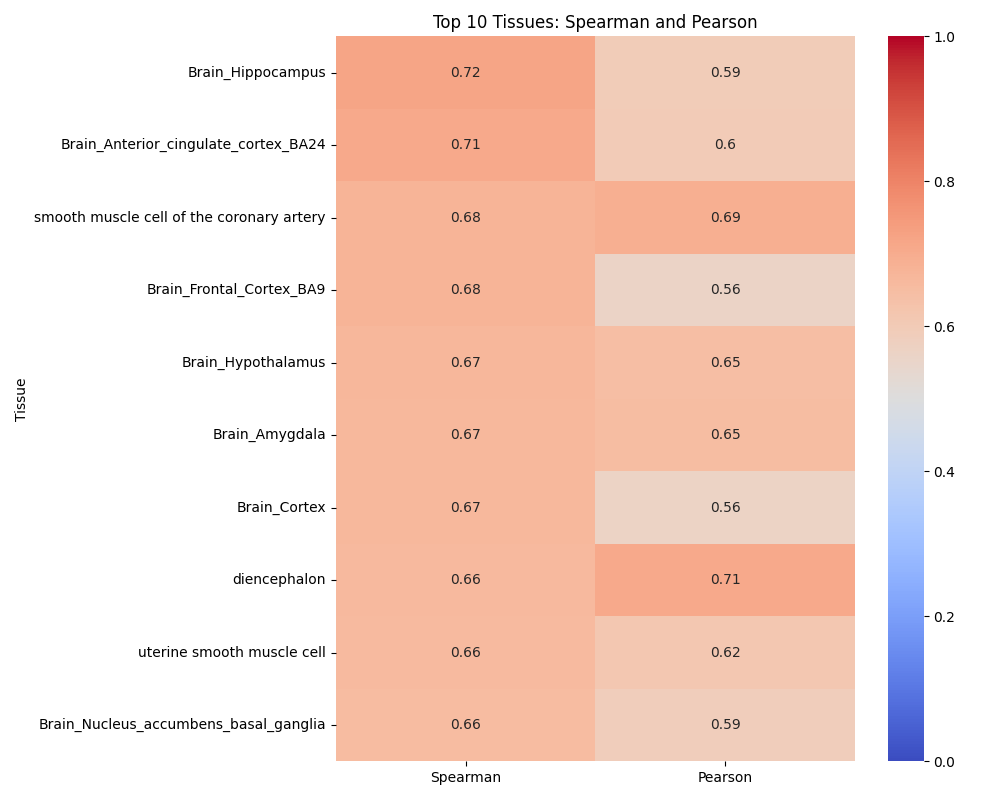 Top 10 Tissues: Spearman and Pearson
Tissue
Brain_Hippocampus 0.72 0.59
Brain_Anterior_cingulate_cortex_BA24 0.71 0.6
smooth muscle cell of the coronary artery 0.68 0.69
Brain_Frontal_Cortex_BA9 0.68 0.56
Brain_Hypothalamus 0.67 0.65
Brain_Amygdala 0.67 0.65
Brain_Cortex 0.67 0.56
diencephalon 0.66 0.71
uterine smooth muscle cell 0.66 0.62
Brain_Nucleus_accumbens_basal_ganglia 0.66 0.59
Spearman Pearson
1.0
0.8
0.6
0.4
0.2
0.0